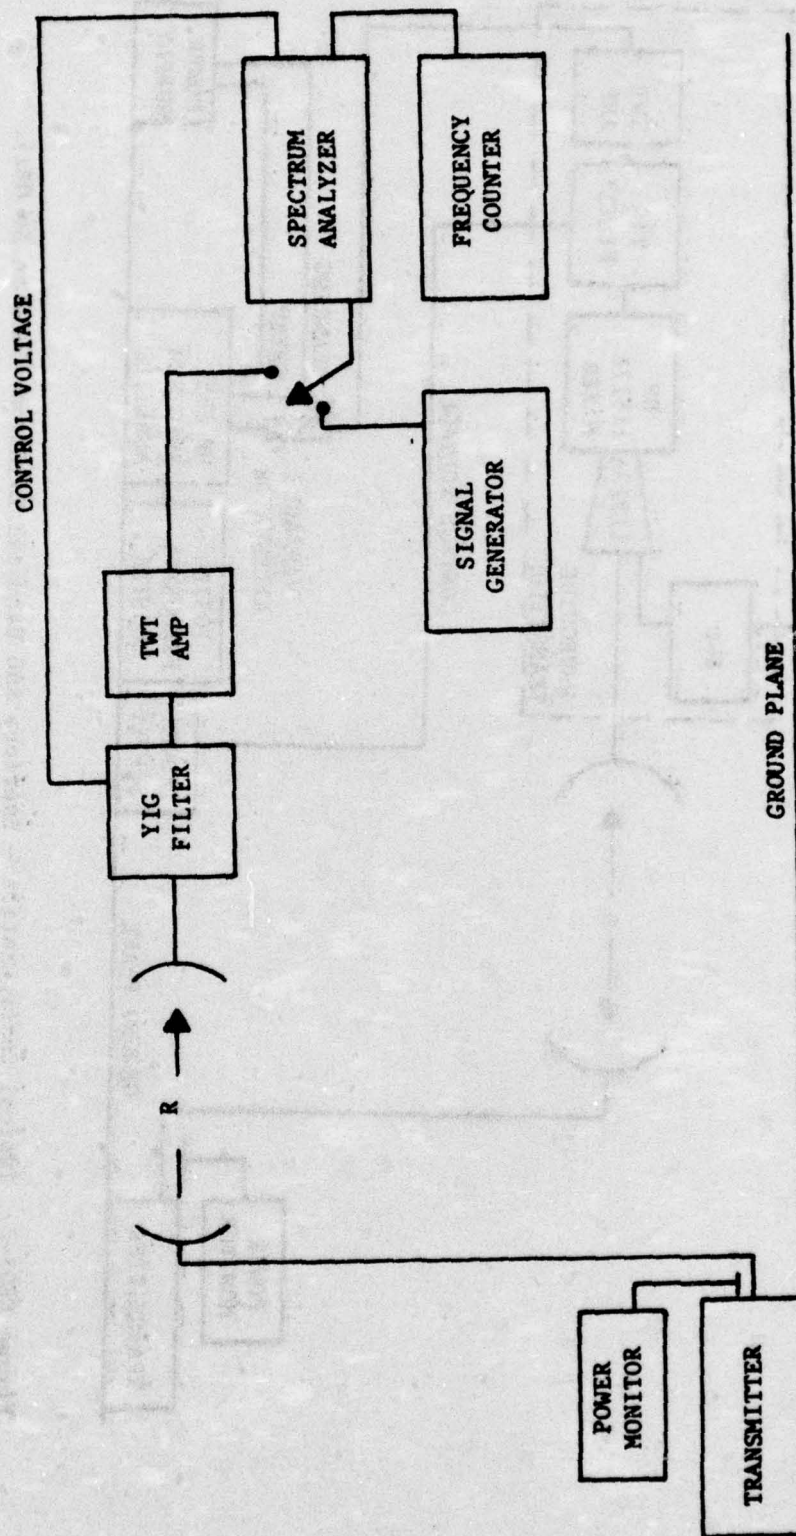 CONTROL VOLTAGE
SPECTRUM
ANALYZER
FREQUENCY
COUNTER
TWT
AMP
YIG
FILTER
SIGNAL
GENERATOR
R
POWER
MONITOR
TRANSMITTER
GROUND PLANE